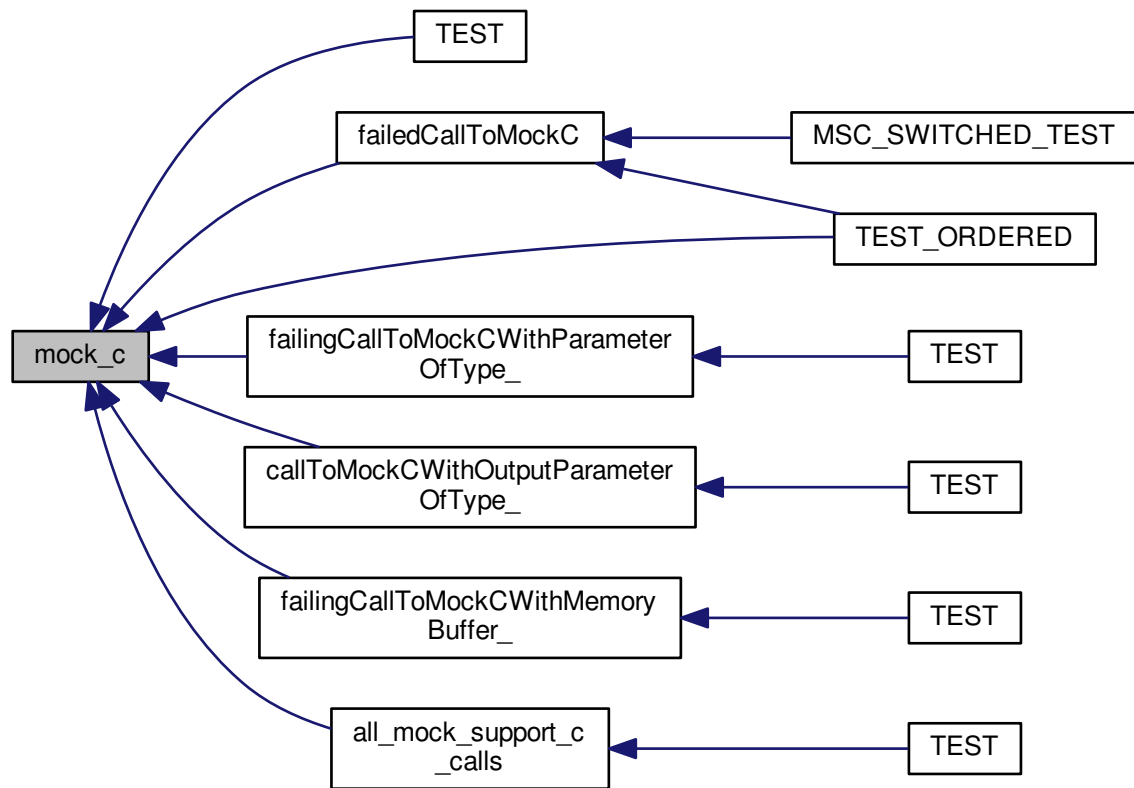 TEST
failedCallToMockC
MSC_SWITCHED_TEST
TEST_ORDERED
mock_c
failingCallToMockCWithParameter
OfType_
TEST
callToMockCWithOutputParameter
OfType_
TEST
failingCallToMockCWithMemory
Buffer_
TEST
all_mock_support_c
_calls
TEST